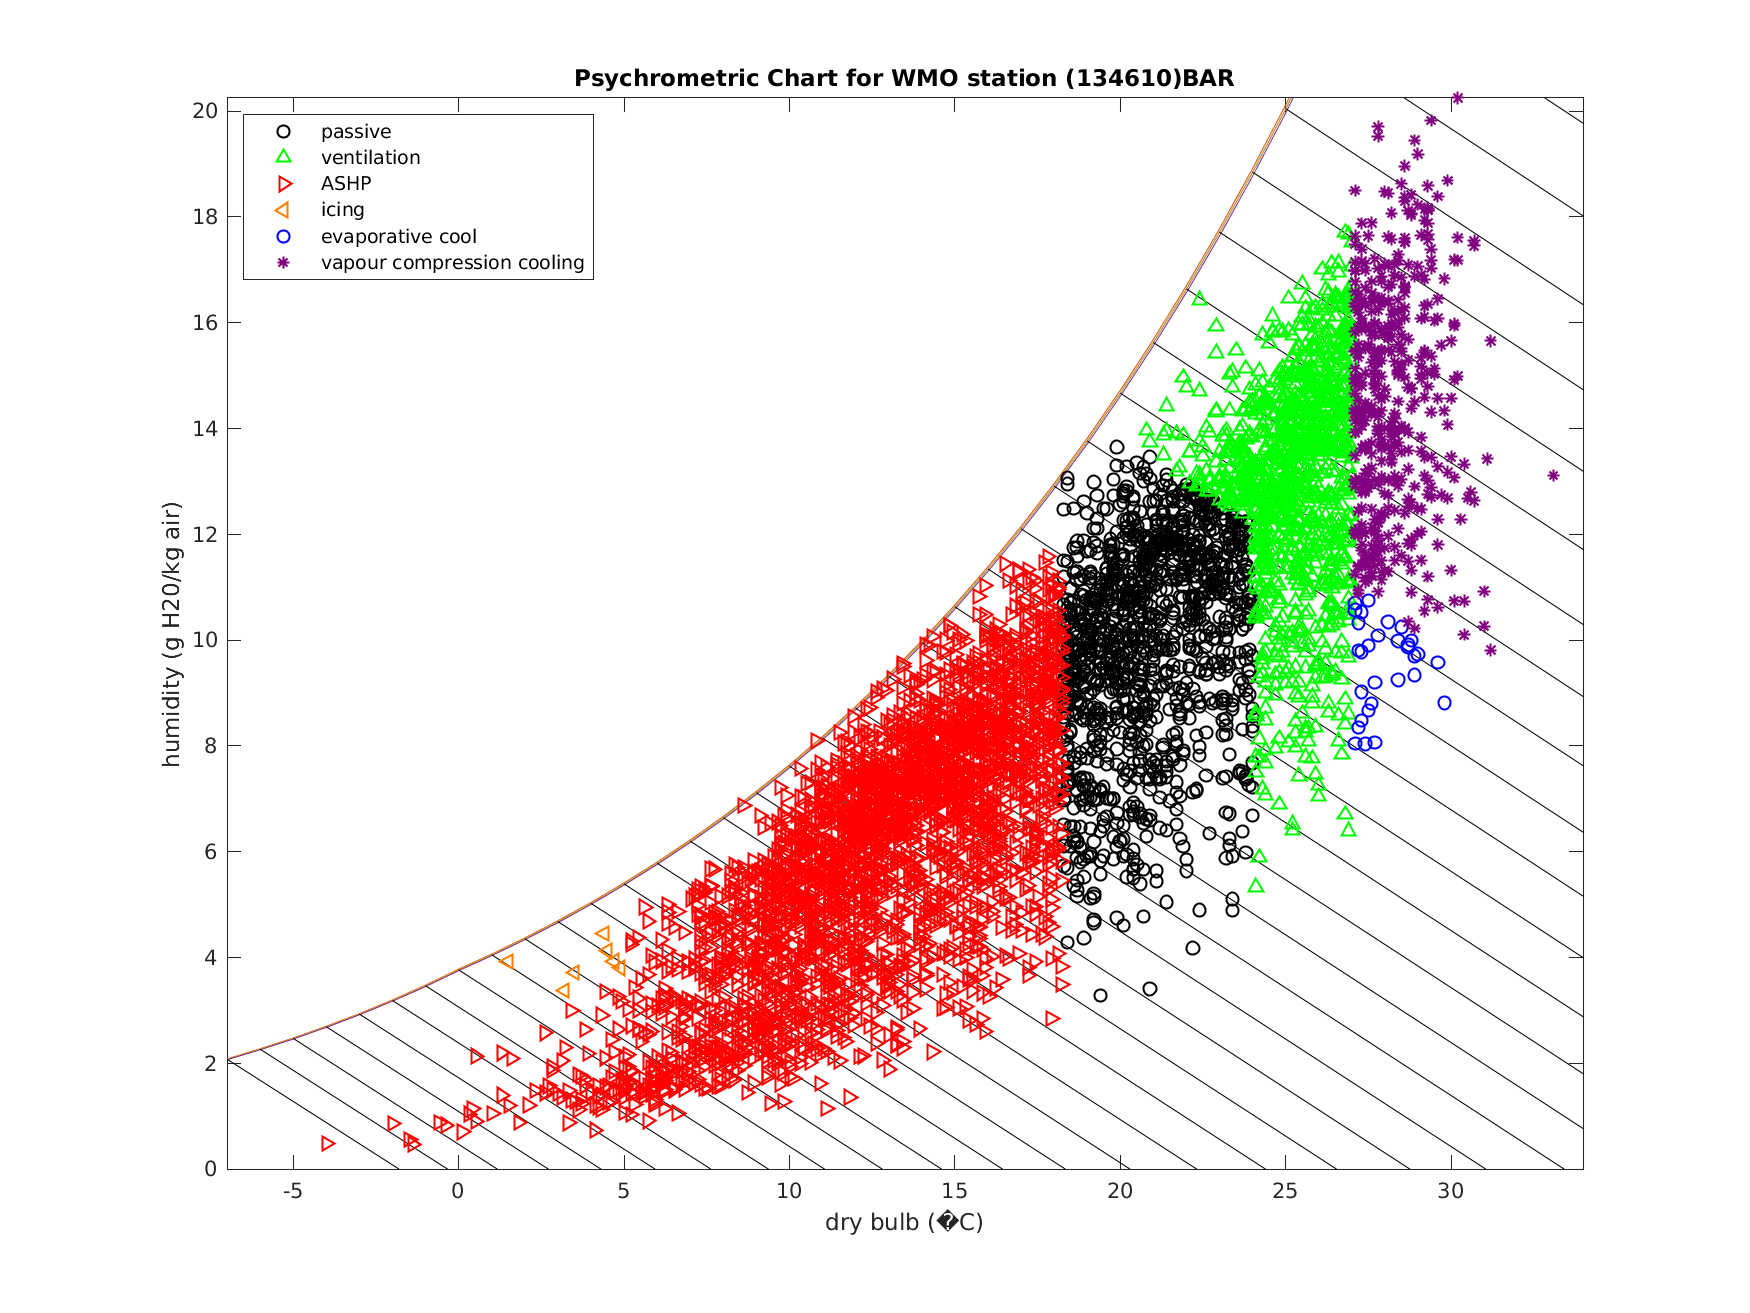 Psychrometric Chart for WMO station (134610)BAR
passive
ventilation
ASHP
icing
evaporative cool
vapour compression cooling
humidity (g H20/kg air)
20
18
16
14
12
10
8
6
4
2
0
-5 0 5 10 15 20 25 30
dry bulb (�C)